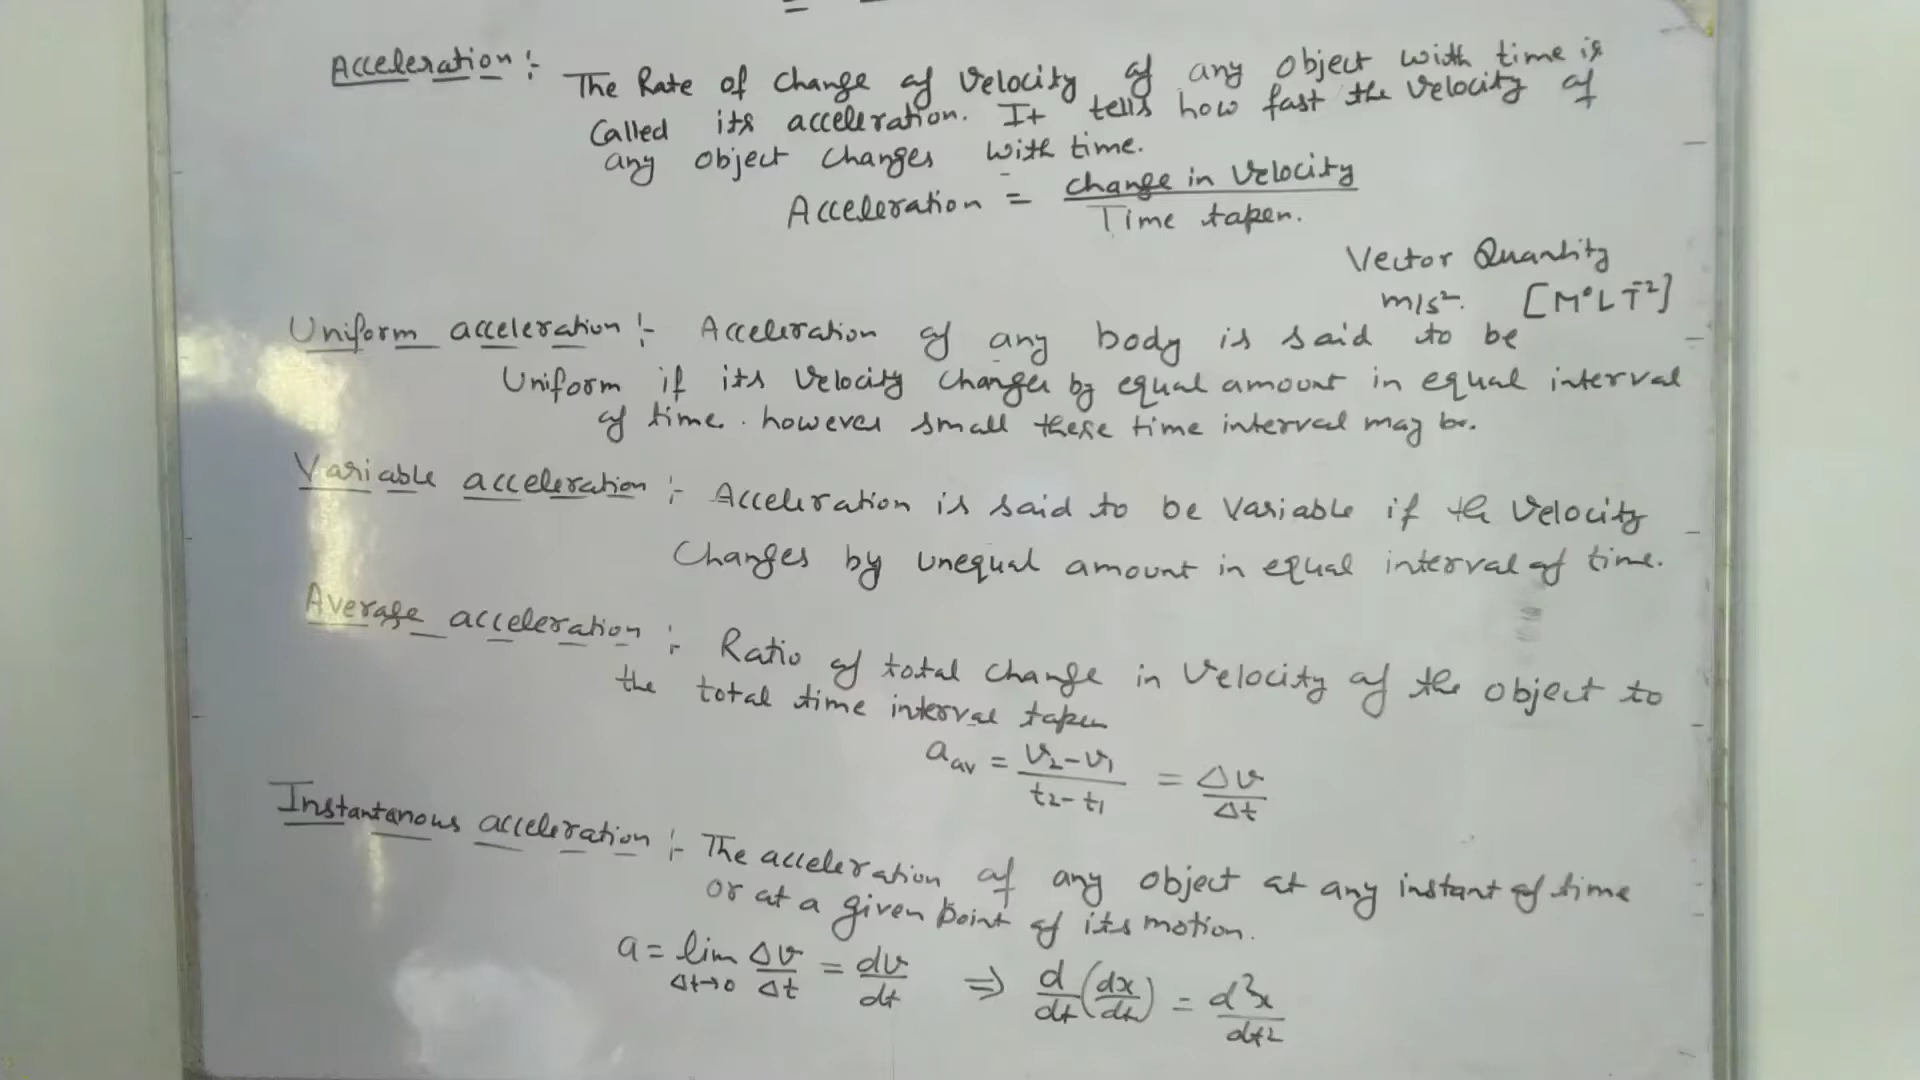 Acceleration :- The Rate of change of velocity of any object with time is
called its acceleration. It tells how fast the velocity of
any object changes with time.
Acceleration = change in velocity / Time taken.
Vector Quantity
m/s². [M°LT⁻²]
Uniform acceleration :- Acceleration of any body is said to be
Uniform if its velocity changes by equal amount in equal interval
of time. however small these time interval may be.
Variable acceleration :- Acceleration is said to be variable if the velocity
changes by unequal amount in equal interval of time.
Average acceleration :- Ratio of total change in velocity of the object to
the total time interval taken
a_av = (v₂-v₁)/(t₂-t₁) = Δv/Δt
Instantanous acceleration :- The acceleration of any object at any instant of time
or at a given point of its motion.
a = lim Δt→0 Δv/Δt = dv/dt ⇒ d/dt (dx/dt) = d²x/dt²